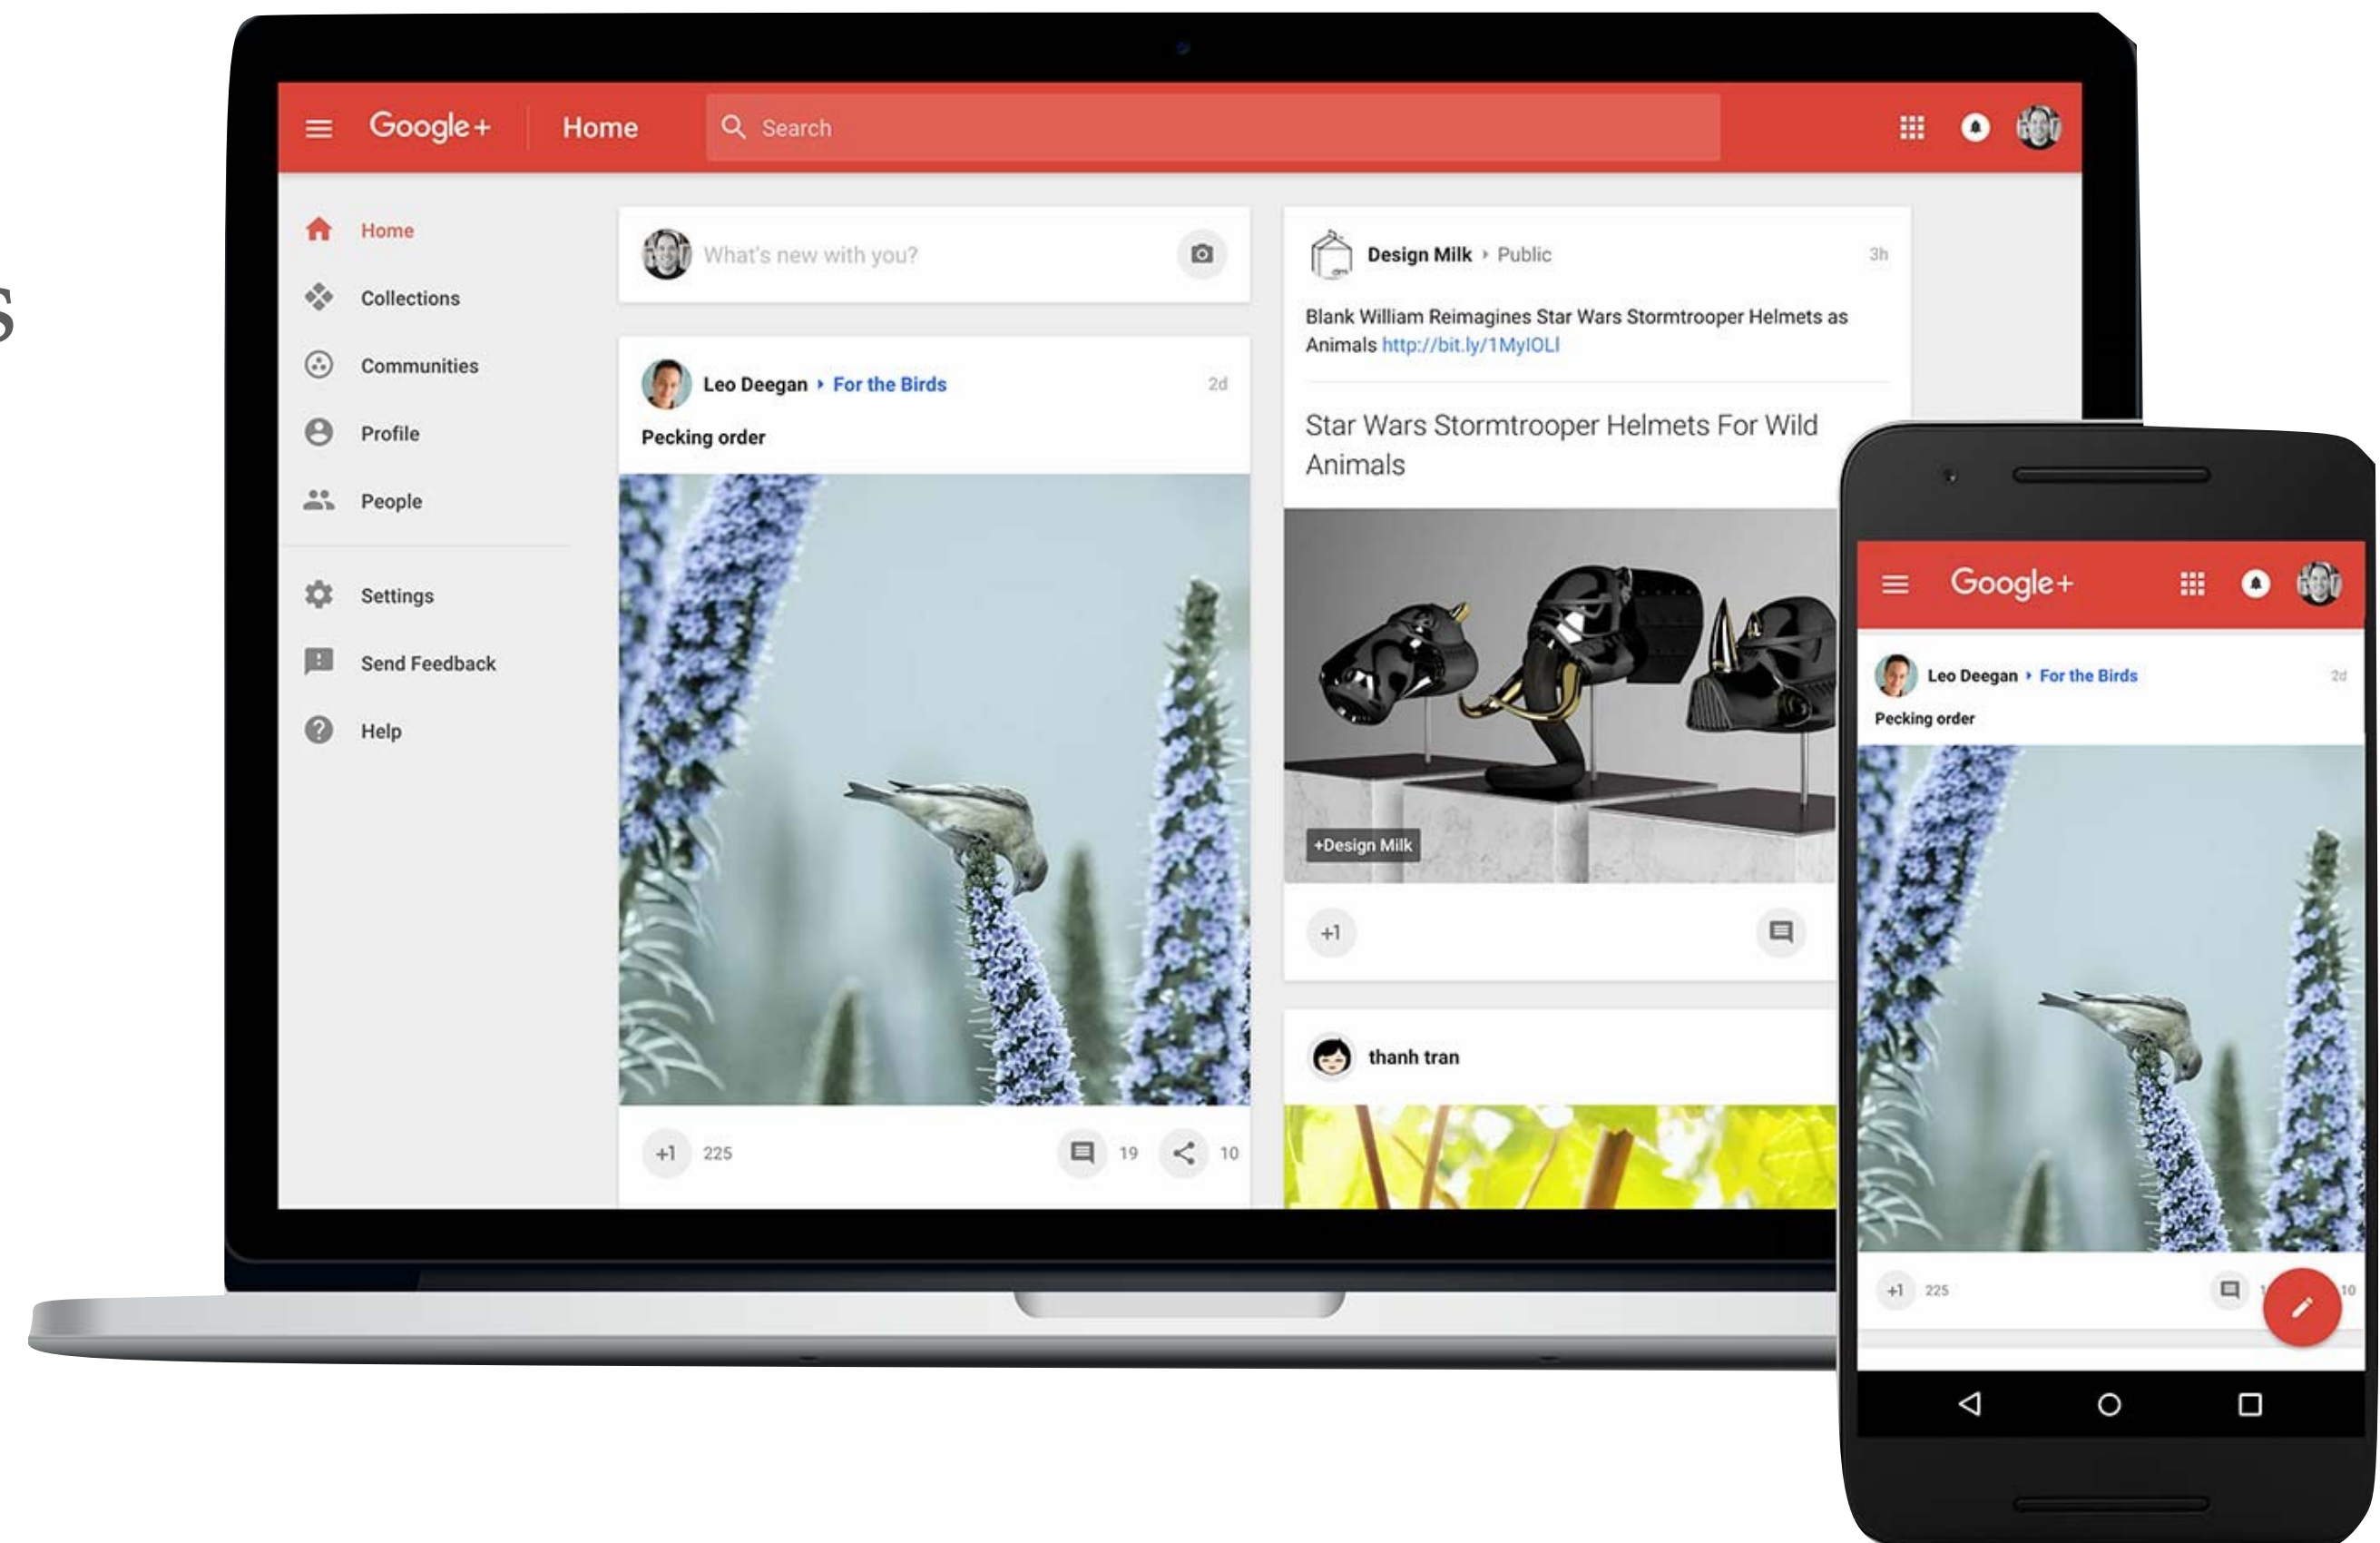 s
Google+
Home
Search
Home
Collections
Communities
Profile
People
Settings
Send Feedback
Help
What's new with you?
Leo Deegan ‣ For the Birds 2d
Pecking order
+1 225 19 10
Design Milk › Public 3h
Blank William Reimagines Star Wars Stormtrooper Helmets as
Animals http://bit.ly/1MyIOLl
Star Wars Stormtrooper Helmets For Wild
Animals
+Design Milk
+1
thanh tran
Google+
Leo Deegan ‣ For the Birds 2d
Pecking order
+1 225 1 10